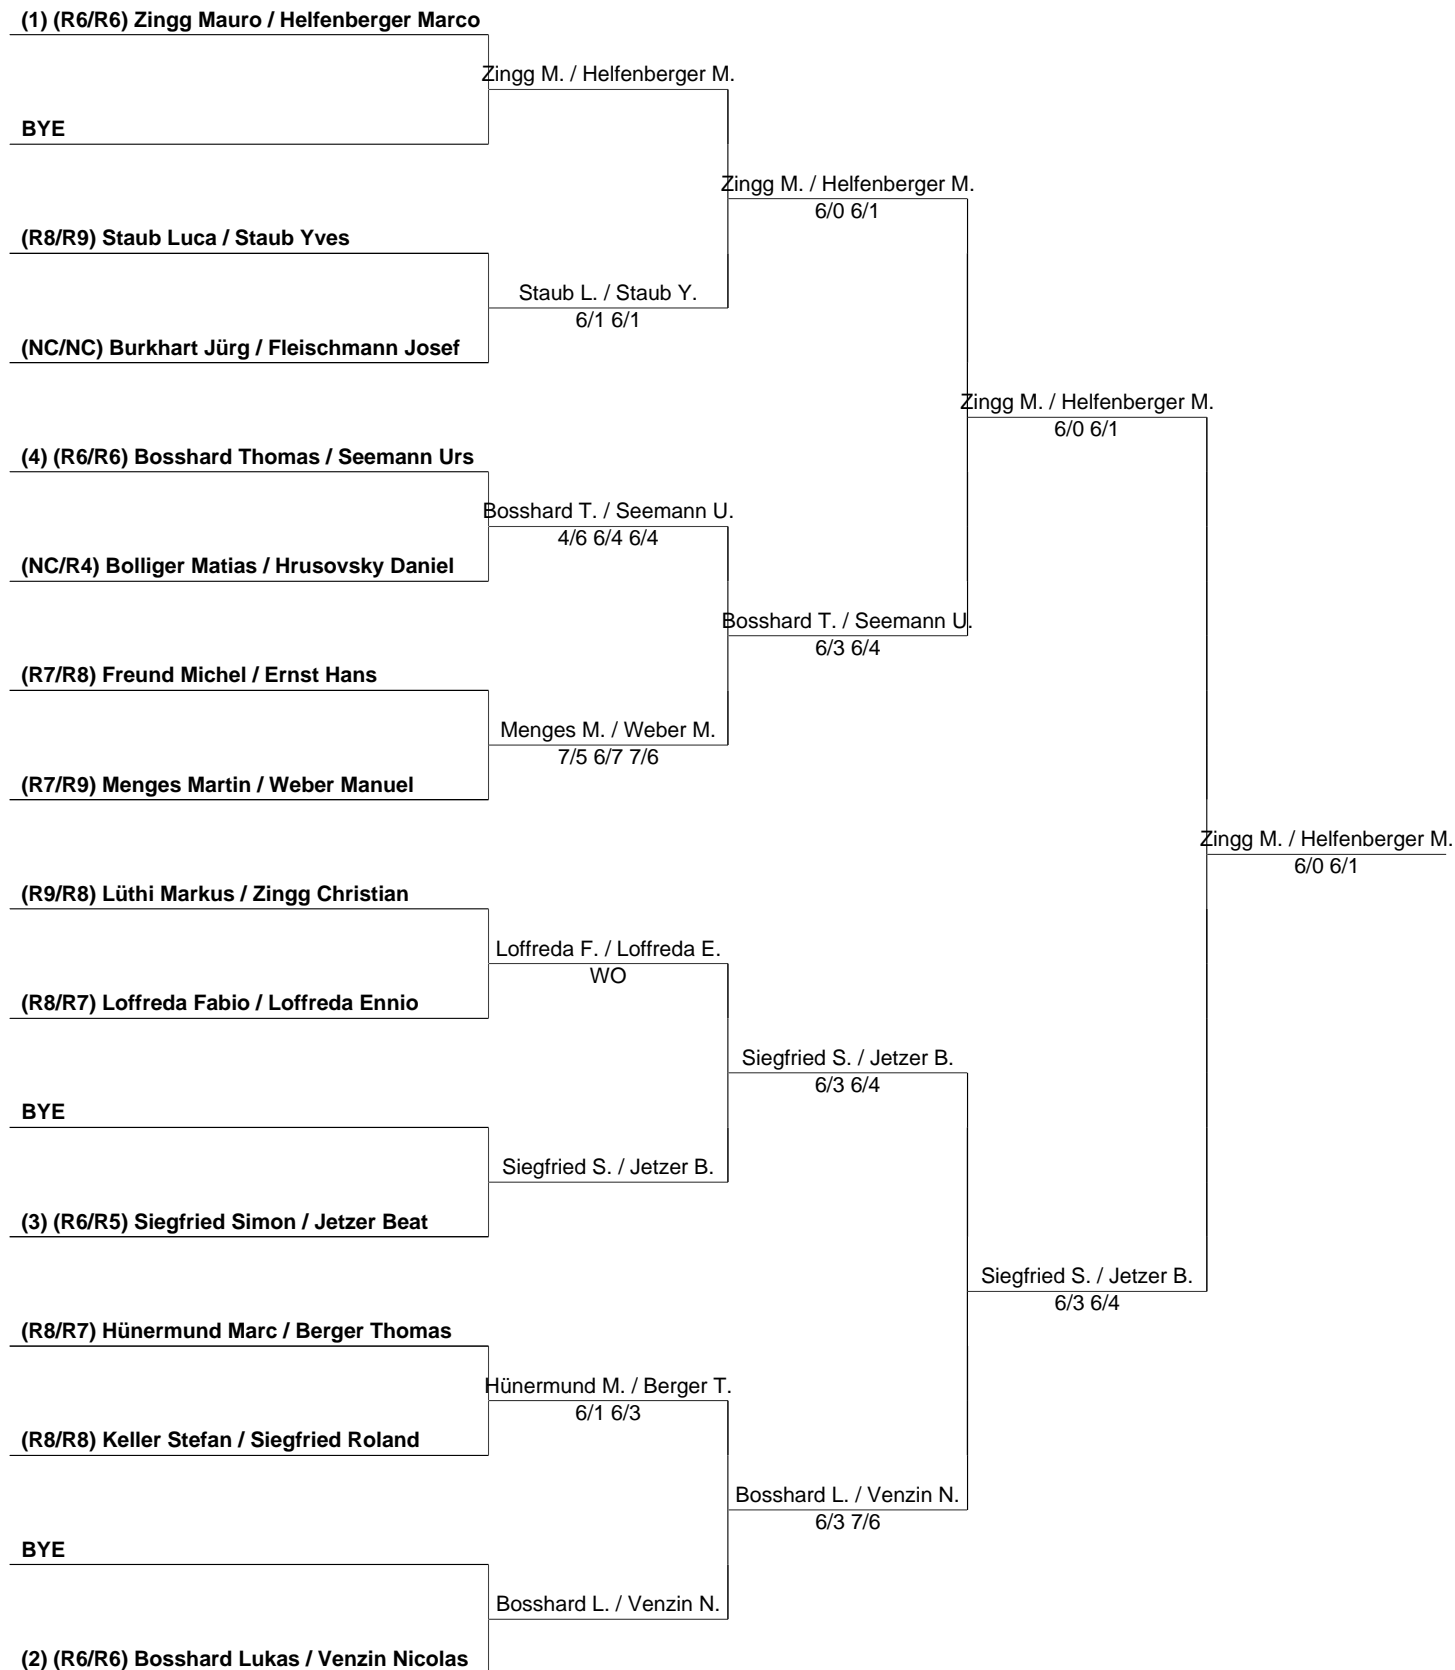 (1) (R6/R6) Zingg Mauro / Helfenberger Marco
Zingg M. / Helfenberger M.
BYE
Zingg M. / Helfenberger M.
6/0 6/1
(R8/R9) Staub Luca / Staub Yves
Staub L. / Staub Y.
6/1 6/1
(NC/NC) Burkhart Jürg / Fleischmann Josef
Zingg M. / Helfenberger M.
6/0 6/1
(4) (R6/R6) Bosshard Thomas / Seemann Urs
Bosshard T. / Seemann U.
4/6 6/4 6/4
(NC/R4) Bolliger Matias / Hrusovsky Daniel
Bosshard T. / Seemann U.
6/3 6/4
(R7/R8) Freund Michel / Ernst Hans
Menges M. / Weber M.
7/5 6/7 7/6
(R7/R9) Menges Martin / Weber Manuel
Zingg M. / Helfenberger M.
6/0 6/1
(R9/R8) Lüthi Markus / Zingg Christian
Loffreda F. / Loffreda E.
WO
(R8/R7) Loffreda Fabio / Loffreda Ennio
Siegfried S. / Jetzer B.
6/3 6/4
BYE
Siegfried S. / Jetzer B.
(3) (R6/R5) Siegfried Simon / Jetzer Beat
Siegfried S. / Jetzer B.
6/3 6/4
(R8/R7) Hünermund Marc / Berger Thomas
Hünermund M. / Berger T.
6/1 6/3
(R8/R8) Keller Stefan / Siegfried Roland
Bosshard L. / Venzin N.
6/3 7/6
BYE
Bosshard L. / Venzin N.
(2) (R6/R6) Bosshard Lukas / Venzin Nicolas